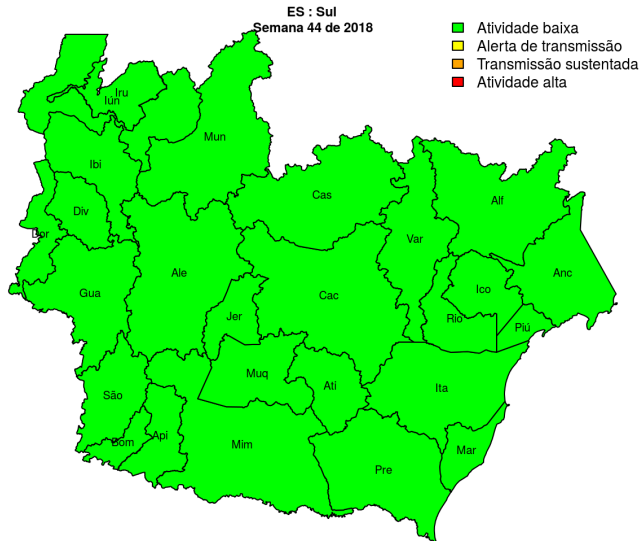 ES : Sul
Semana 44 de 2018
Atividade baixa
Alerta de transmissão
Transmissão sustentada
Atividade alta
Iru
Iún
Mun
Ibi
Cas
Alf
Div
Dor
Var
Ale
Anc
Gua
Cac
Ico
Jer
Rio
Piú
Muq
Ati
Ita
São
Bom
Api
Mim
Mar
Pre